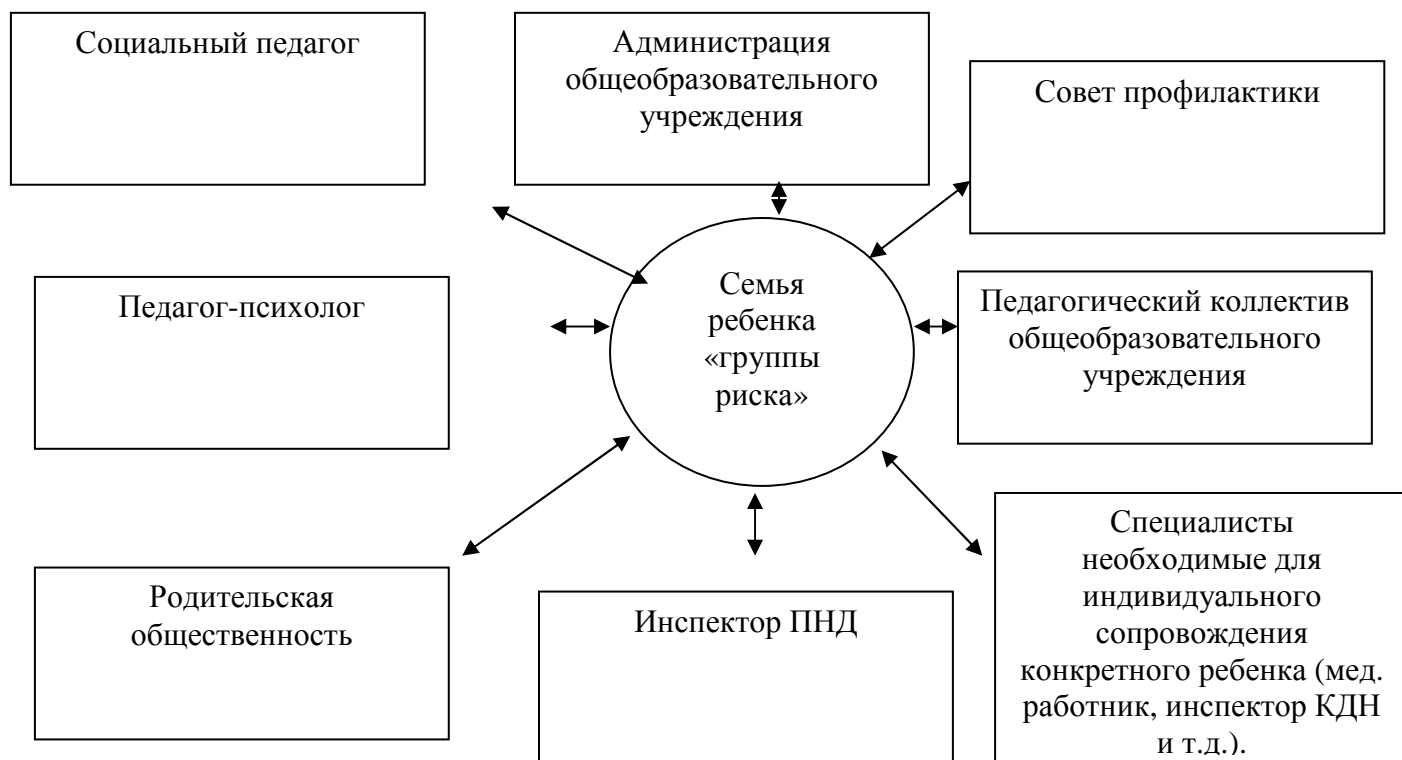 Социальный педагог
Администрация
общеобразовательного
учреждения
Совет профилактики
Педагог-психолог
Семья
ребенка
«группы
риска»
Педагогический коллектив
общеобразовательного
учреждения
Родительская
общественность
Инспектор ПНД
Специалисты
необходимые для
индивидуального
сопровождения
конкретного ребенка (мед.
работник, инспектор КДН
и т.д.).